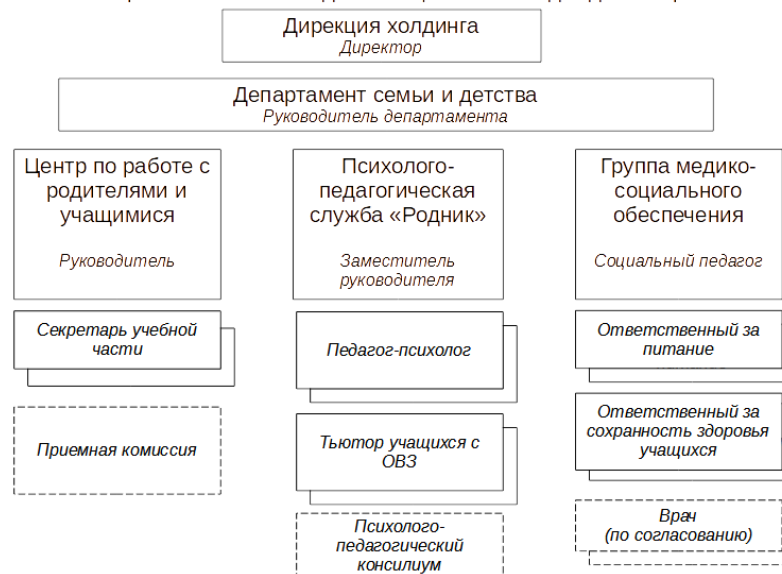 Дирекция холдинга
Директор
Департамент семьи и детства
Руководитель департамента
Центр по работе с
родителями и
учащимися
Руководитель
Психолого-
педагогическая
служба «Родник»
Заместитель
руководителя
Группа медико-
социального
обеспечения
Социальный педагог
Секретарь учебной
части
Приемная комиссия
Педагог-психолог
Тьютор учащихся с
ОВЗ
Психолого-
педагогический
консилиум
Ответственный за
питание
Ответственный за
сохранность здоровья
учащихся
Врач
(по согласованию)